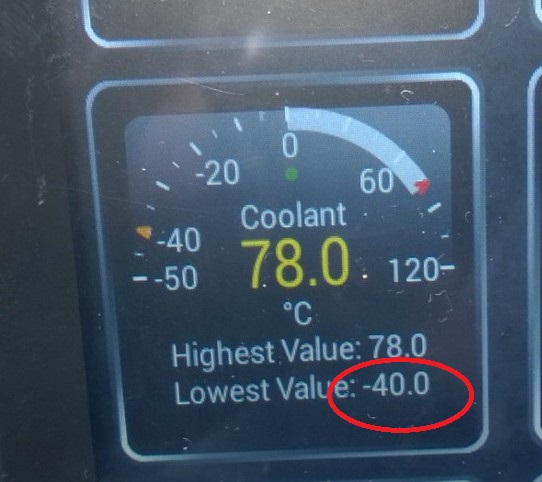 0
-20 60
Coolant
-40 78.0
-50 120
°C
Highest Value: 78.0
Lowest Value: -40.0